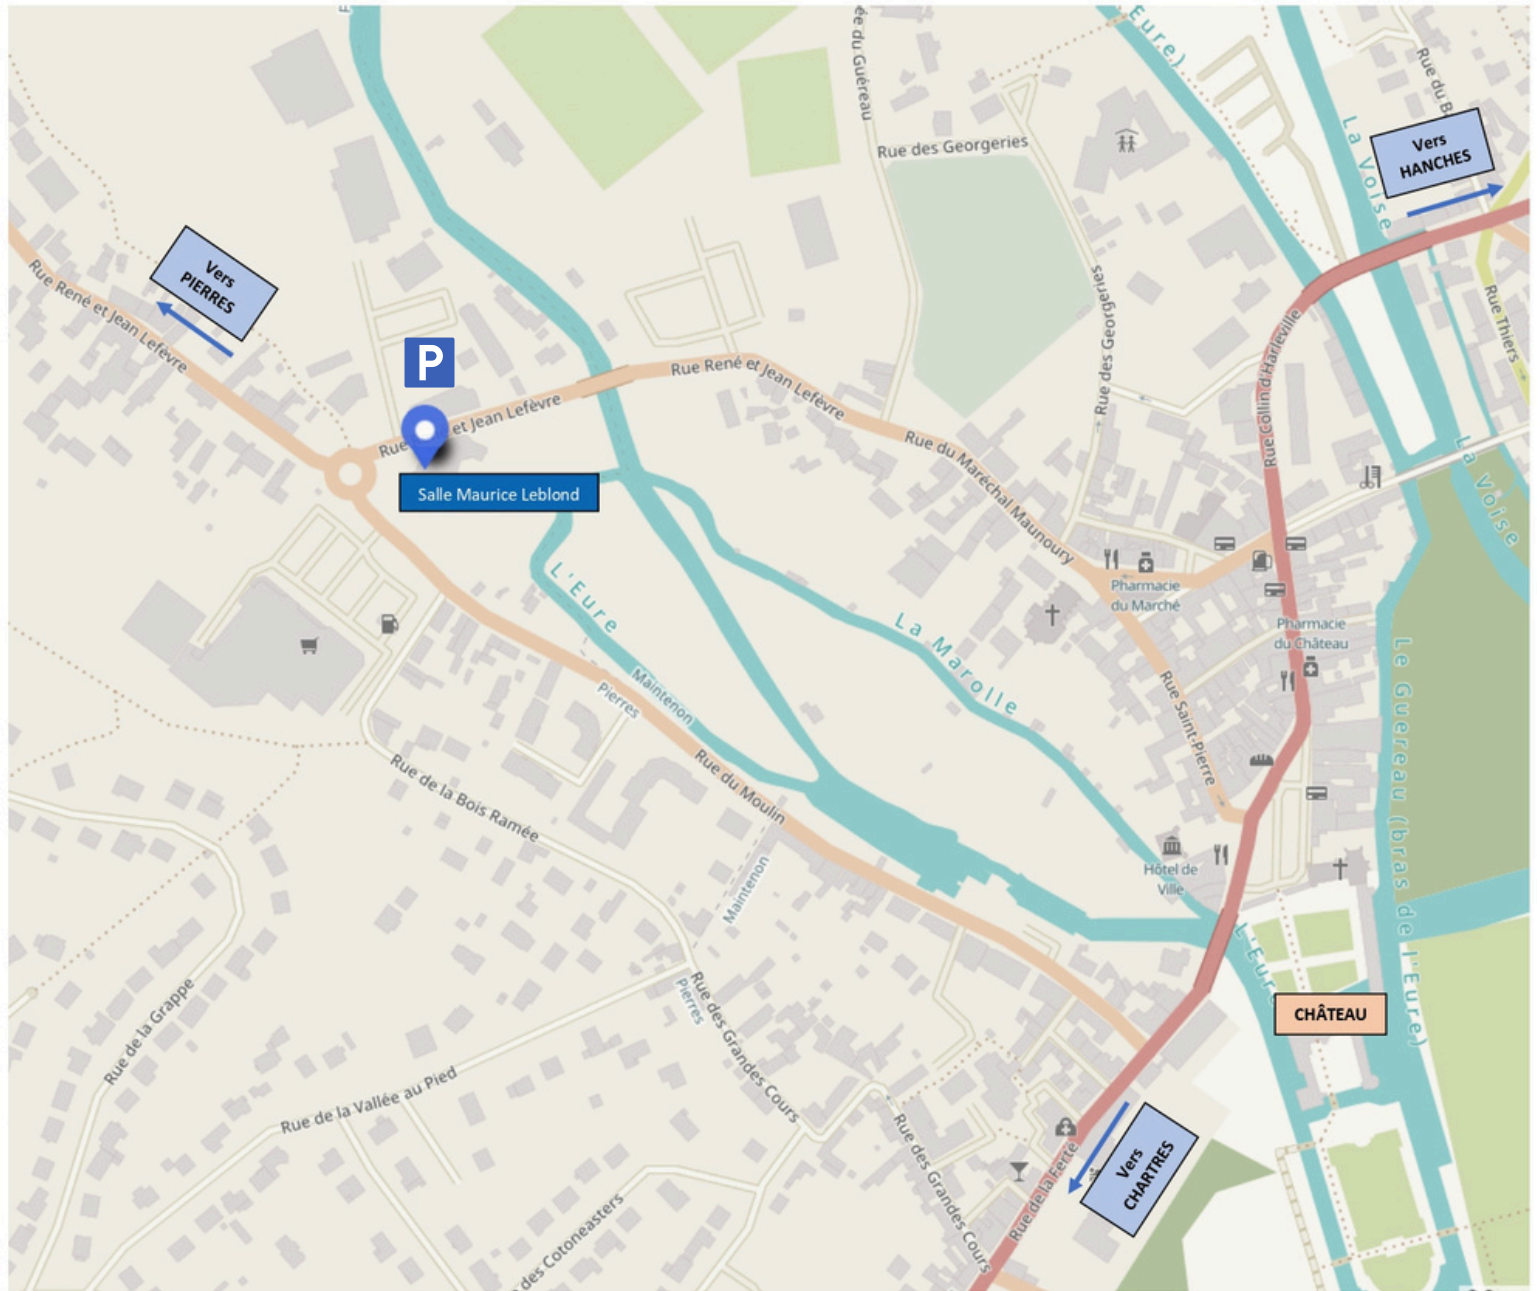 Eure)
ée du Guéreau
Rue du B
La Voise
Vers
HANCHES
Rue des Georgeries
Vers
PIERRES
Rue René et Jean Lefèvre
P
Rue René et Jean Lefèvre
Rue des Georgeries
Rue Collin d'Harleville
Rue Thiers
Rue
et Jean Lefèvre
Rue du Maréchal Maunoury
La Voise
Salle Maurice Leblond
L'Eure
Pharmacie
du Marché
Pharmacie
du Château
La Marolle
Maintenon
Pierres
Rue Saint-Pierre
Le Guereau (bras de l'Eure)
Rue du Moulin
Rue de la Bois Ramée
Maintenon
Hôtel de
Ville
L'Eure
Pierres
CHÂTEAU
Rue de la Grappe
Rue des Grandes Cours
Rue de la Vallée au Pied
Rue des Grandes Cours
Vers
CHARTRES
Rue de la Ferté
des Cotoneasters